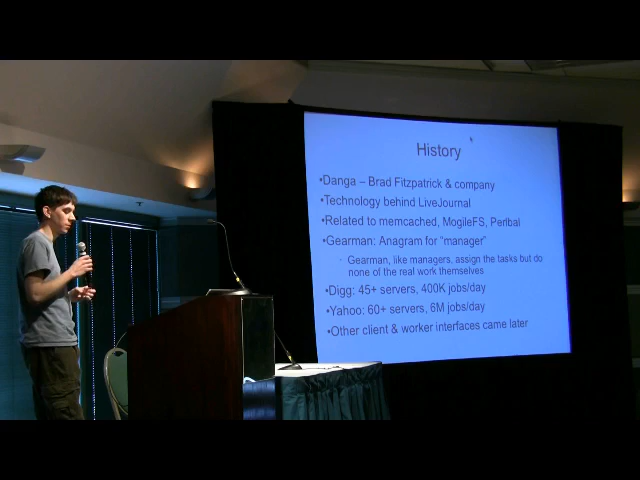 History
•Danga – Brad Fitzpatrick & company
•Technology behind LiveJournal
•Related to memcached, MogileFS, Perlbal
•Gearman: Anagram for "manager"
- Gearman, like managers, assign the tasks but do
none of the real work themselves
•Digg: 45+ servers, 400K jobs/day
•Yahoo: 60+ servers, 6M jobs/day
•Other client & worker interfaces came later